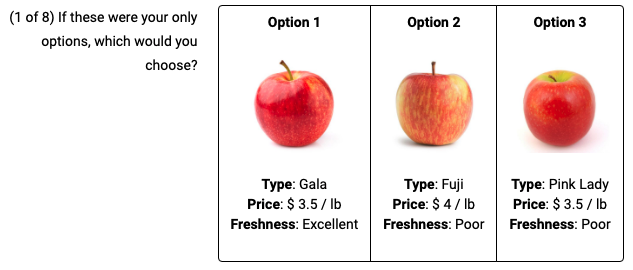 (1 of 8) If these were your only
options, which would you
choose?
Option 1
Type: Gala
Price: $ 3.5 / lb
Freshness: Excellent
Option 2
Type: Fuji
Price: $ 4 / lb
Freshness: Poor
Option 3
Type: Pink Lady
Price: $ 3.5 / lb
Freshness: Poor